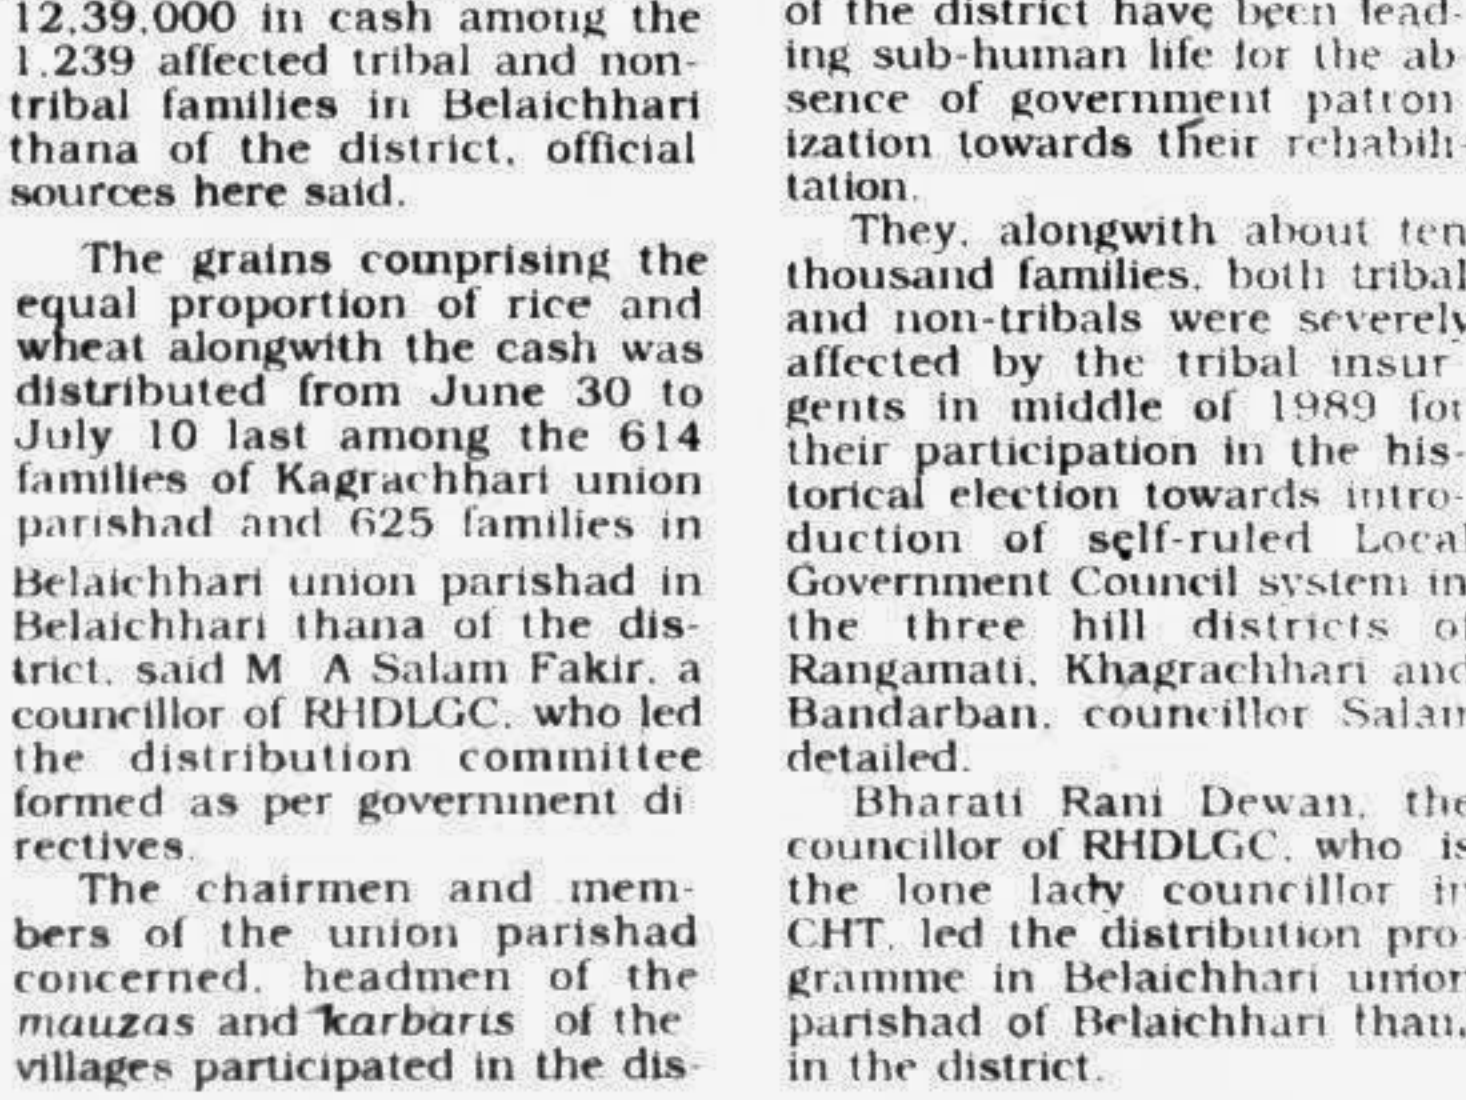 12,39,000 in cash among the
1,239 affected tribal and non-
tribal families in Belaichhari
thana of the district, official
sources here said.
The grains comprising the
equal proportion of rice and
wheat alongwith the cash was
distributed from June 30 to
July 10 last among the 614
families of Kagrachhari union
parishad and 625 families in
Belaichhari union parishad in
Belaichhari thana of the dis-
trict, said M A Salam Fakir, a
councillor of RHDLGC, who led
the distribution committee
formed as per government di
rectives.
The chairmen and mem-
bers of the union parishad
concerned, headmen of the
mauzas and karbaris of the
villages participated in the dis-
of the district have been lead-
ing sub-human life for the ab
sence of government patron
ization towards their rehabili-
tation.
They, alongwith about ten
thousand families, both tribal
and non-tribals were severely
affected by the tribal insur
gents in middle of 1989 for
their participation in the his-
torical election towards intro-
duction of self-ruled Local
Government Council system in
the three hill districts of
Rangamati, Khagrachhari and
Bandarban, councillor Salam
detailed.
Bharati Rani Dewan, the
councillor of RHDLGC, who is
the lone lady councillor in
CHT, led the distribution pro
gramme in Belaichhari union
parishad of Belaichhari than.
in the district.